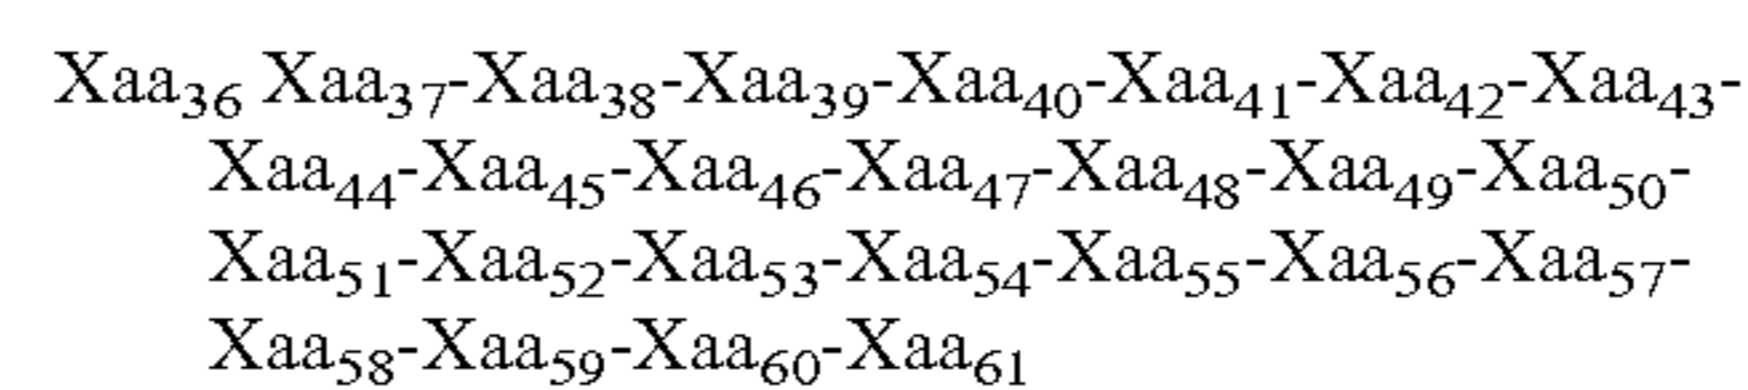 Xaa₃₆ Xaa₃₇-Xaa₃₈-Xaa₃₉-Xaa₄₀-Xaa₄₁-Xaa₄₂-Xaa₄₃-
Xaa₄₄-Xaa₄₅-Xaa₄₆-Xaa₄₇-Xaa₄₈-Xaa₄₉-Xaa₅₀-
Xaa₅₁-Xaa₅₂-Xaa₅₃-Xaa₅₄-Xaa₅₅-Xaa₅₆-Xaa₅₇-
Xaa₅₈-Xaa₅₉-Xaa₆₀-Xaa₆₁